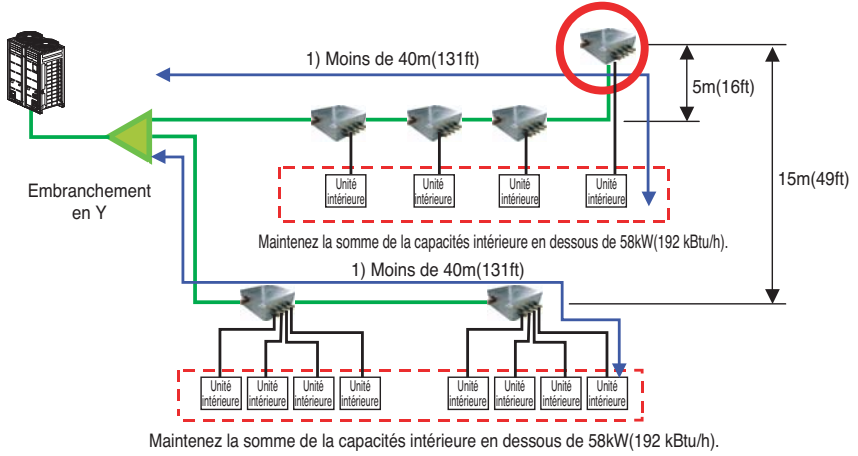 1) Moins de 40m(131ft)
5m(16ft)
15m(49ft)
Embranchement
en Y
Unité
intérieure
Unité
intérieure
Unité
intérieure
Unité
intérieure
Maintenez la somme de la capacités intérieure en dessous de 58kW(192 kBtu/h).
1) Moins de 40m(131ft)
Unité
intérieure
Unité
intérieure
Unité
intérieure
Unité
intérieure
Unité
intérieure
Unité
intérieure
Unité
intérieure
Unité
intérieure
Maintenez la somme de la capacités intérieure en dessous de 58kW(192 kBtu/h).